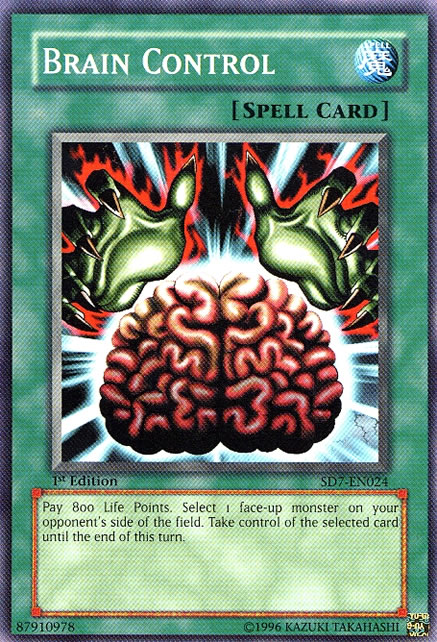 BRAIN CONTROL
SPELL
魔
[SPELL CARD]
1st Edition
SD7-EN024
Pay 800 Life Points. Select 1 face-up monster on your
opponent's side of the field. Take control of the selected card
until the end of this turn.
87910978
©1996 KAZUKI TAKAHASHI